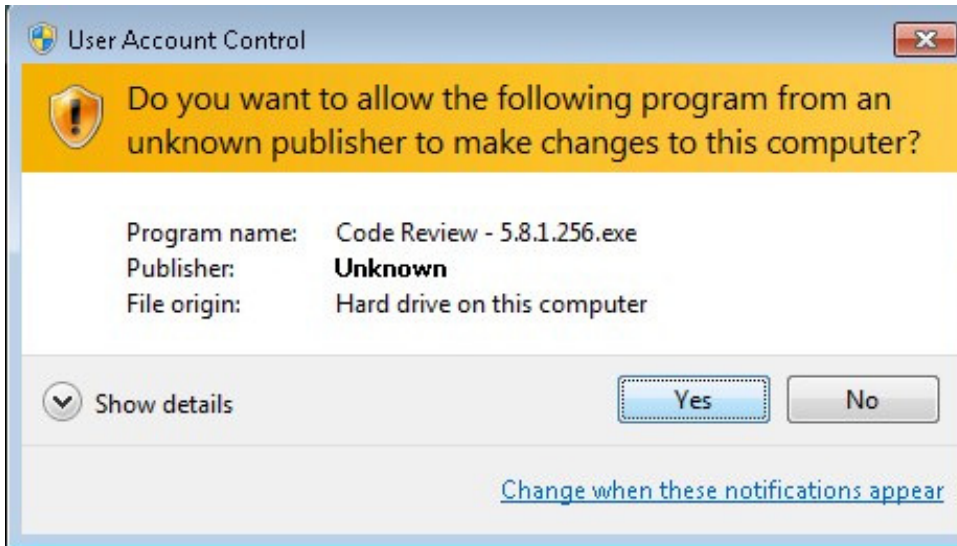 User Account Control
Do you want to allow the following program from an
unknown publisher to make changes to this computer?
Program name: Code Review - 5.8.1.256.exe
Publisher: Unknown
File origin: Hard drive on this computer
Show details
Yes
No
Change when these notifications appear